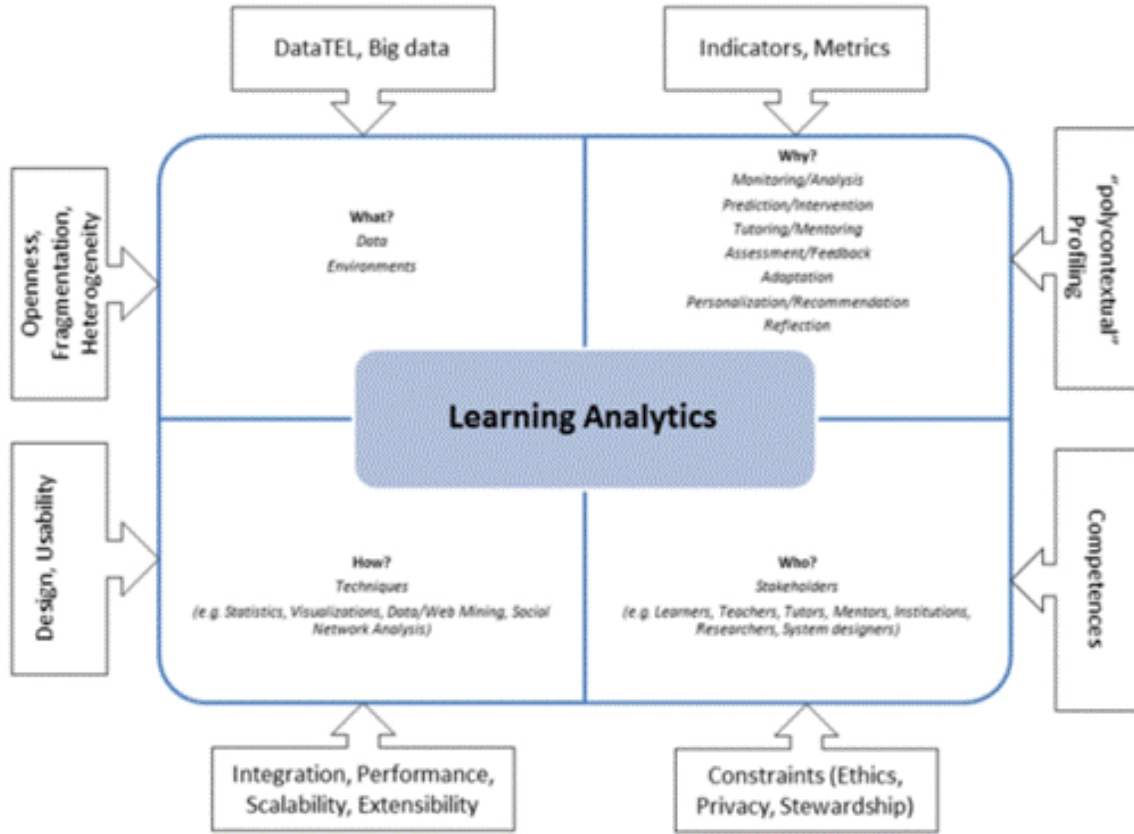 DataTEL, Big data
Indicators, Metrics
Openness,
Fragmentation,
Heterogeneity
What?
Data
Environments
Why?
Monitoring/Analysis
Prediction/Intervention
Tutoring/Mentoring
Assessment/Feedback
Adaptation
Personalization/Recommendation
Reflection
"polycontextual"
Profiling
Learning Analytics
Design, Usability
How?
Techniques
(e.g. Statistics, Visualizations, Data/Web Mining, Social
Network Analysis)
Who?
Stakeholders
(e.g. Learners, Teachers, Tutors, Mentors, Institutions,
Researchers, System designers)
Competences
Integration, Performance,
Scalability, Extensibility
Constraints (Ethics,
Privacy, Stewardship)